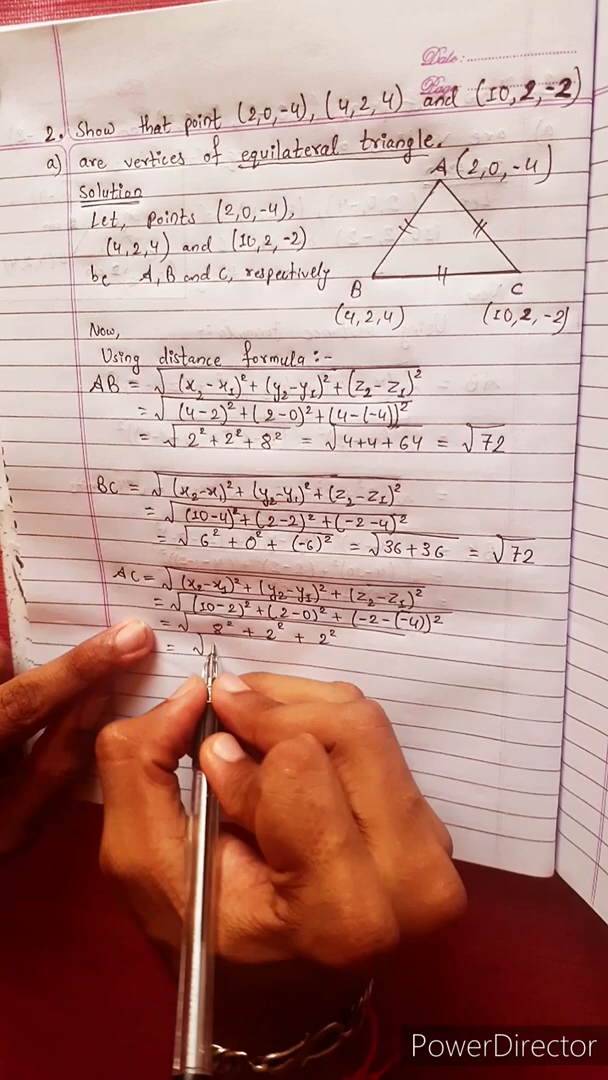 Date:
Page:
2. Show that point (2,0,-4), (4,2,4) and (10,2,-2)
a) are vertices of equilateral triangle.
Solution
A (2,0,-4)
Let, points (2,0,-4),
(4,2,4) and (10,2,-2)
be A, B and C, respectively
B
C
(4,2,4)
(10,2,-2)
Now,
Using distance formula :-
AB = √(x₂-x₁)²+(y₂-y₁)²+(z₂-z₁)²
= √(4-2)²+(2-0)²+(4-(-4))²
= √2²+2²+8² = √4+4+64 = √72
BC = √(x₂-x₁)²+(y₂-y₁)²+(z₂-z₁)²
= √(10-4)²+(2-2)²+(-2-4)²
= √6²+0²+(-6)² = √36+36 = √72
AC = √(x₂-x₁)²+(y₂-y₁)²+(z₂-z₁)²
= √(10-2)²+(2-0)²+(-2-(-4))²
= √8²+2²+2²
= √
PowerDirector